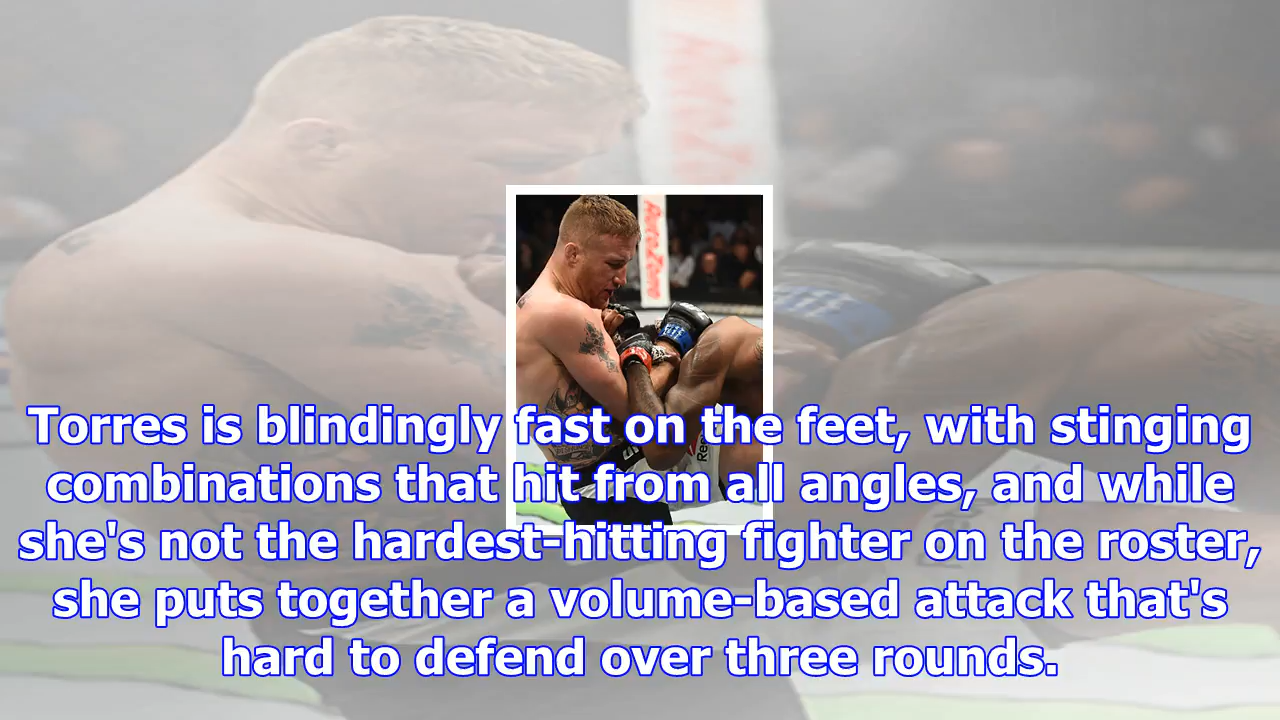 AutoZone
Ree
Torres is blindingly fast on the feet, with stinging
combinations that hit from all angles, and while
she's not the hardest-hitting fighter on the roster,
she puts together a volume-based attack that's
hard to defend over three rounds.